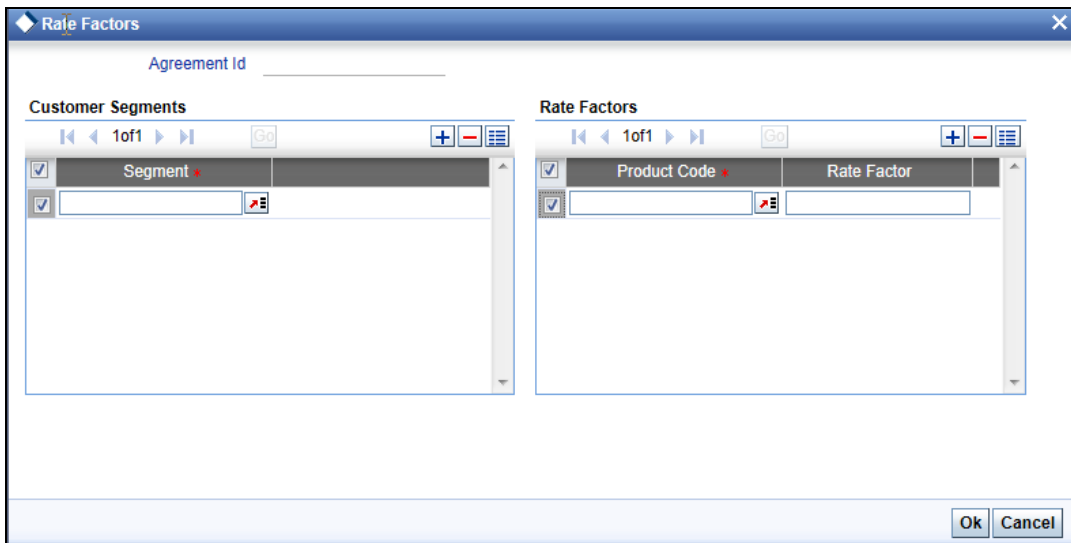 Rate Factors
Agreement Id
Customer Segments
1of1 Go
Segment *
Rate Factors
1of1 Go
Product Code * Rate Factor
Ok Cancel